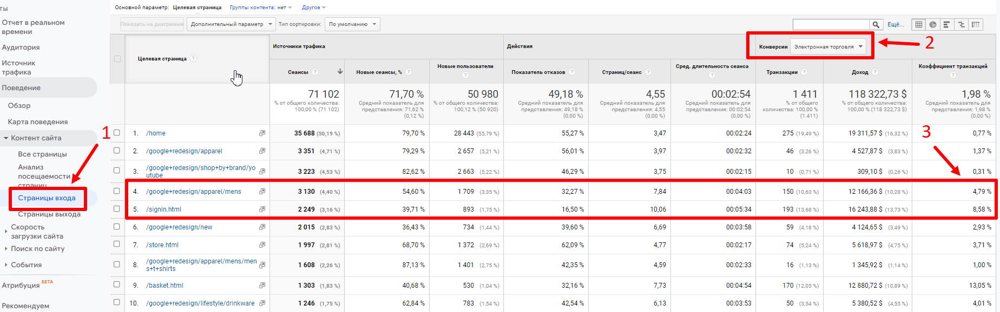 ты
Отчет в реальном
времени
Аудитория
Источник
трафика
Поведение
Обзор
Карта поведения
Контент сайта
Все страницы
Анализ
посещаемости
страниц
Страницы входа
Страницы выхода
Скорость
загрузки сайта
Поиск по сайту
События
Атрибуция БЕТА
Рекомендуем
1
Основной параметр: Целевая страница Группы контента: нет Другое
Показать на диаграмме Дополнительный параметр Тип сортировки: По умолчанию Ещё...
2
Целевая страница ? Источники трафика Действия Конверсии Электронная торговля
Сеансы ? Новые сеансы, % ? Новые пользователи ? Показатель отказов ? Страниц/сеанс ? Сред. длительность сеанса ? Транзакции ? Доход ? Коэффициент транзакций ?
71 102 71,70 % 50 980 49,18 % 4,55 00:02:54 1 411 118 322,73 $ 1,98 %
% от общего количества: Средний показатель для % от общего количества: Средний показатель для Средний показатель для Средний показатель для % от общего % от общего количества: Средний показатель для
100,00 % (71 102) представления: 71,62 % 100,12 % (50 920) представления: 49,18 % представления: 4,55 представления: 00:02:54 количества: 100,00 % 100,00 % (118 322,73 $) представления: 1,98 %
(0,12 %) (0,00 %) (0,00 %) (0,00 %) (1 411) (0,00 %)
3
1. /home 35 688 (50,19 %) 79,70 % 28 443 (55,79 %) 55,27 % 3,47 00:02:24 275 (19,49 %) 19 311,57 $ (16,32 %) 0,77 %
2. /google+redesign/apparel 3 351 (4,71 %) 79,29 % 2 657 (5,21 %) 56,01 % 3,97 00:02:32 46 (3,26 %) 4 527,87 $ (3,83 %) 1,37 %
3. /google+redesign/shop+by+brand/yo
utube 3 223 (4,53 %) 82,62 % 2 663 (5,22 %) 46,29 % 3,75 00:02:15 10 (0,71 %) 309,10 $ (0,26 %) 0,31 %
4. /google+redesign/apparel/mens 3 130 (4,40 %) 54,60 % 1 709 (3,35 %) 32,27 % 7,84 00:04:03 150 (10,63 %) 12 166,36 $ (10,28 %) 4,79 %
5. /signin.html 2 249 (3,16 %) 39,71 % 893 (1,75 %) 16,50 % 10,06 00:05:34 193 (13,68 %) 16 243,88 $ (13,73 %) 8,58 %
6. /google+redesign/new 2 015 (2,83 %) 36,43 % 734 (1,44 %) 39,60 % 6,69 00:03:58 59 (4,18 %) 4 124,65 $ (3,49 %) 2,93 %
7. /store.html 1 997 (2,81 %) 68,70 % 1 372 (2,69 %) 62,09 % 4,77 00:02:17 74 (5,24 %) 5 618,97 $ (4,75 %) 3,71 %
8. /google+redesign/apparel/mens/men
s+t+shirts 1 608 (2,26 %) 87,13 % 1 401 (2,75 %) 42,35 % 4,59 00:02:33 16 (1,13 %) 1 345,92 $ (1,14 %) 1,00 %
9. /basket.html 1 303 (1,83 %) 40,68 % 530 (1,04 %) 32,16 % 7,73 00:04:54 170 (12,05 %) 12 880,72 $ (10,89 %) 13,05 %
10. /google+redesign/lifestyle/drinkware 1 246 (1,75 %) 62,84 % 783 (1,54 %) 42,54 % 6,13 00:03:53 50 (3,54 %) 5 380,52 $ (4,55 %) 4,01 %